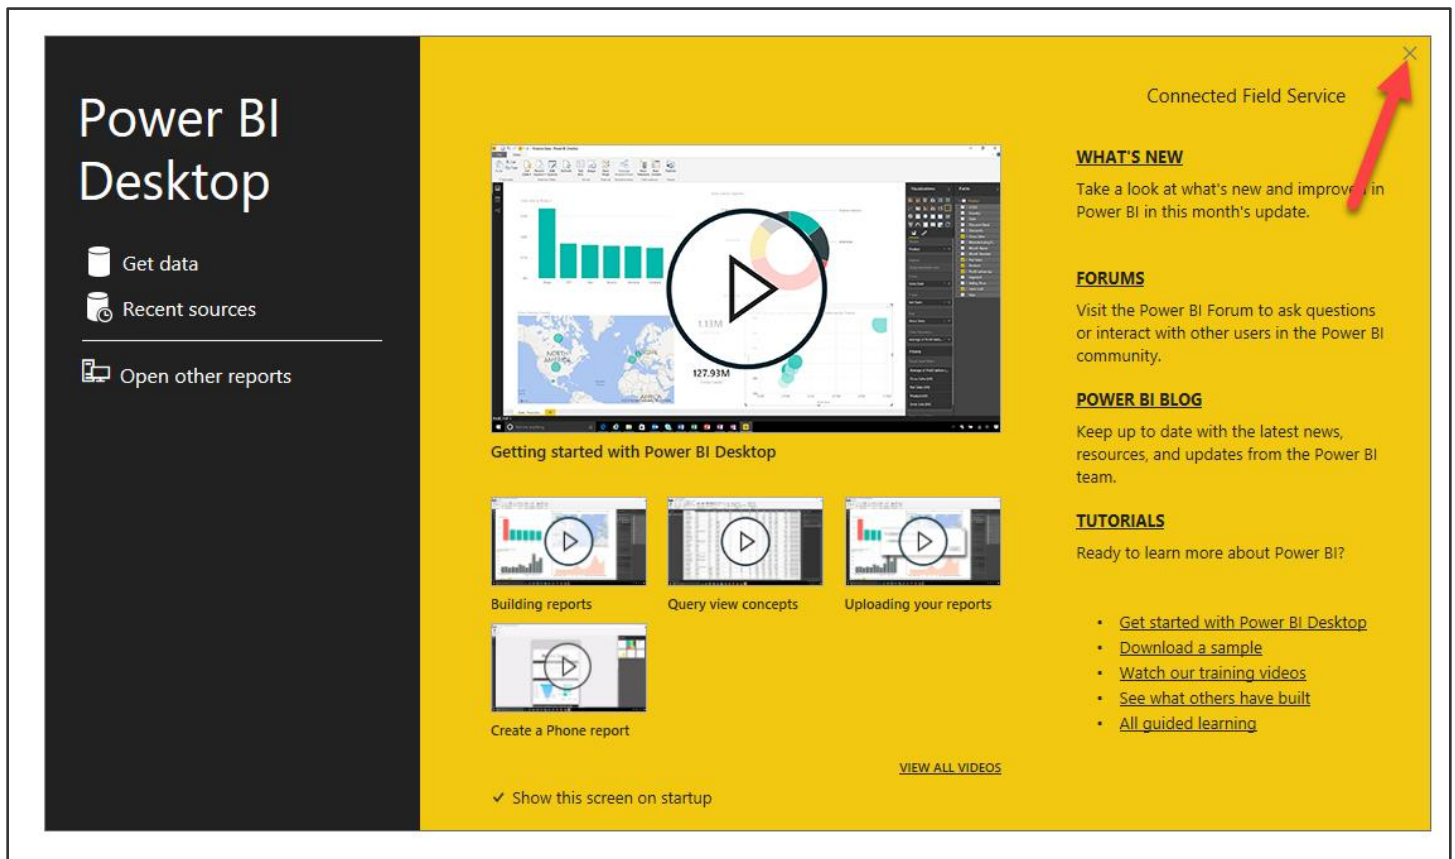 Power BI
Desktop
Get data
Recent sources
Open other reports
Connected Field Service
NORTH
AMERICA
1.13M
127.93M
Getting started with Power BI Desktop
Building reports
Query view concepts
Uploading your reports
Create a Phone report
VIEW ALL VIDEOS
Show this screen on startup
WHAT'S NEW
Take a look at what's new and improved in
Power BI in this month's update.
FORUMS
Visit the Power BI Forum to ask questions
or interact with other users in the Power BI
community.
POWER BI BLOG
Keep up to date with the latest news,
resources, and updates from the Power BI
team.
TUTORIALS
Ready to learn more about Power BI?
• Get started with Power BI Desktop
• Download a sample
• Watch our training videos
• See what others have built
• All guided learning